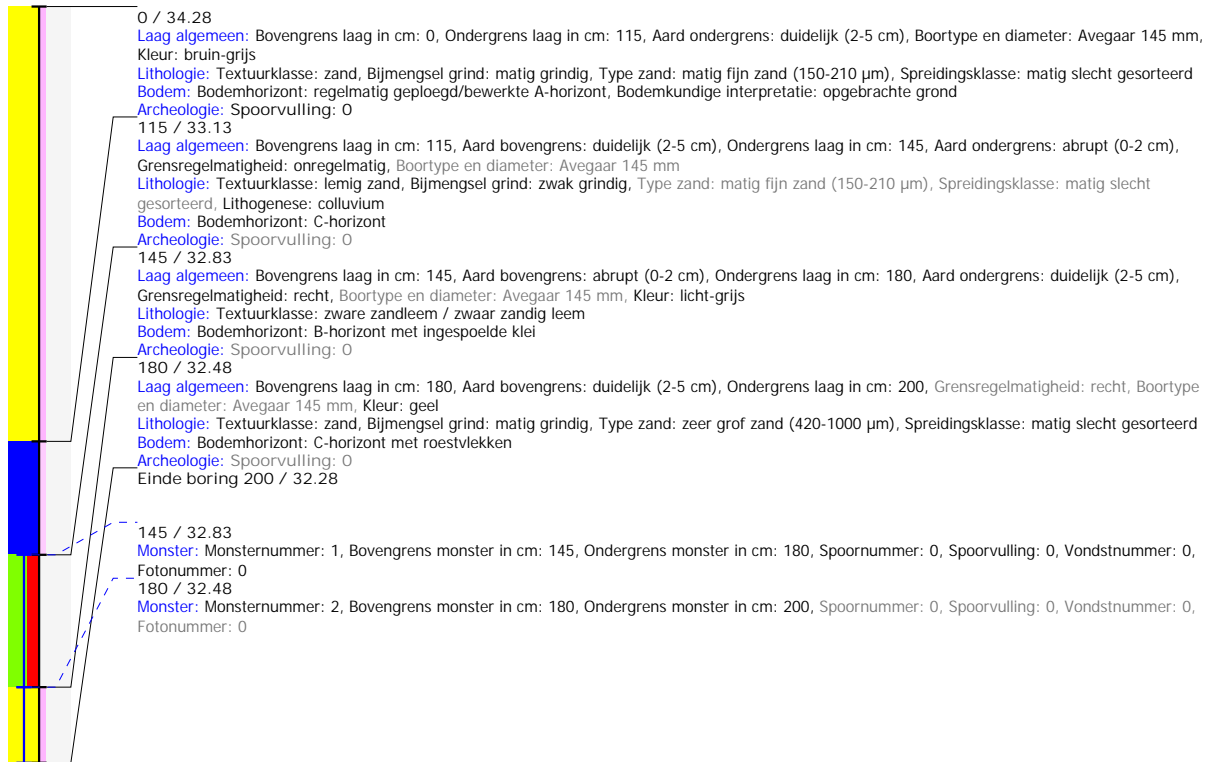 0 / 34.28
Laag algemeen: Bovengrens laag in cm: 0, Ondergrens laag in cm: 115, Aard ondergrens: duidelijk (2-5 cm), Boortype en diameter: Avegaar 145 mm,
Kleur: bruin-grijs
Lithologie: Textuurklasse: zand, Bijmengsel grind: matig grindig, Type zand: matig fijn zand (150-210 µm), Spreidingsklasse: matig slecht gesorteerd
Bodem: Bodemhorizont: regelmatig geploegd/bewerkte A-horizont, Bodemkundige interpretatie: opgebrachte grond
Archeologie: Spoorvulling: 0
115 / 33.13
Laag algemeen: Bovengrens laag in cm: 115, Aard bovengrens: duidelijk (2-5 cm), Ondergrens laag in cm: 145, Aard ondergrens: abrupt (0-2 cm),
Grensregelmatigheid: onregelmatig, Boortype en diameter: Avegaar 145 mm
Lithologie: Textuurklasse: lemig zand, Bijmengsel grind: zwak grindig, Type zand: matig fijn zand (150-210 µm), Spreidingsklasse: matig slecht
gesorteerd, Lithogenese: colluvium
Bodem: Bodemhorizont: C-horizont
Archeologie: Spoorvulling: 0
145 / 32.83
Laag algemeen: Bovengrens laag in cm: 145, Aard bovengrens: abrupt (0-2 cm), Ondergrens laag in cm: 180, Aard ondergrens: duidelijk (2-5 cm),
Grensregelmatigheid: recht, Boortype en diameter: Avegaar 145 mm, Kleur: licht-grijs
Lithologie: Textuurklasse: zware zandleem / zwaar zandig leem
Bodem: Bodemhorizont: B-horizont met ingespoelde klei
Archeologie: Spoorvulling: 0
180 / 32.48
Laag algemeen: Bovengrens laag in cm: 180, Aard bovengrens: duidelijk (2-5 cm), Ondergrens laag in cm: 200, Grensregelmatigheid: recht, Boortype
en diameter: Avegaar 145 mm, Kleur: geel
Lithologie: Textuurklasse: zand, Bijmengsel grind: matig grindig, Type zand: zeer grof zand (420-1000 µm), Spreidingsklasse: matig slecht gesorteerd
Bodem: Bodemhorizont: C-horizont met roestvlekken
Archeologie: Spoorvulling: 0
Einde boring 200 / 32.28
145 / 32.83
Monster: Monsternummer: 1, Bovengrens monster in cm: 145, Ondergrens monster in cm: 180, Spoornummer: 0, Spoorvulling: 0, Vondstnummer: 0,
Fotonummer: 0
180 / 32.48
Monster: Monsternummer: 2, Bovengrens monster in cm: 180, Ondergrens monster in cm: 200, Spoornummer: 0, Spoorvulling: 0, Vondstnummer: 0,
Fotonummer: 0